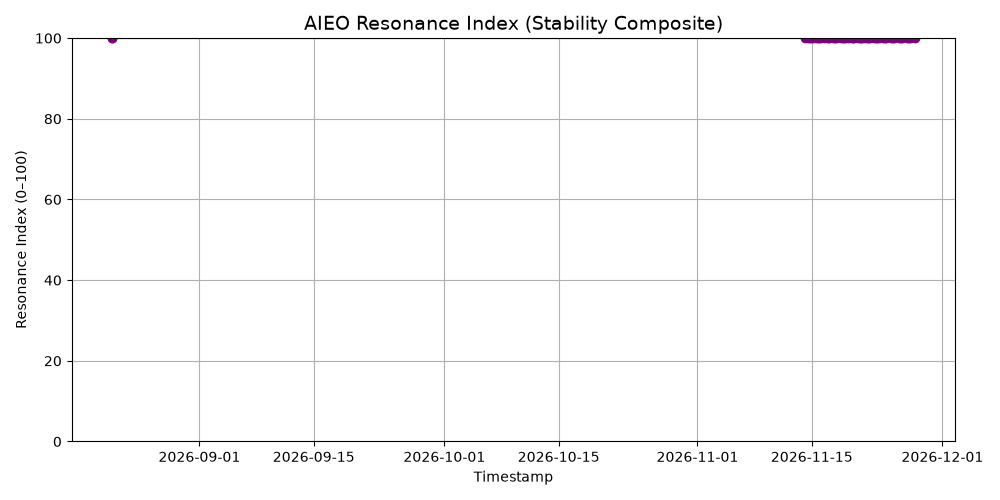 AIEO Resonance Index (Stability Composite)
100
80
60
40
20
0
Resonance Index (0–100)
2026-09-01 2026-09-15 2026-10-01 2026-10-15 2026-11-01 2026-11-15 2026-12-01
Timestamp